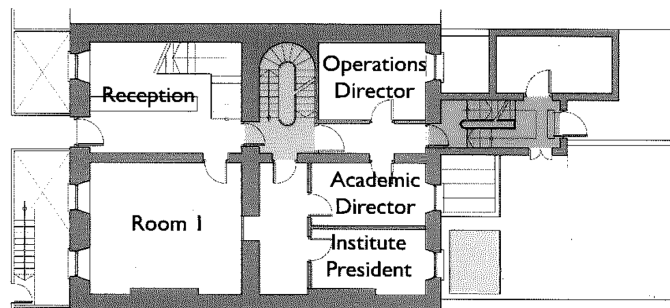 Operations
Director
Reception
Academic
Director
Room 1
Institute
President